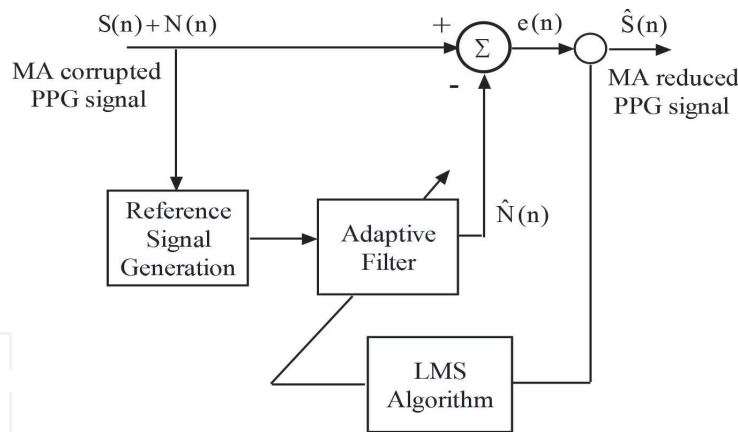 S(n)+N(n)
+
Σ
e(n)
Ŝ(n)
MA corrupted
PPG signal
-
MA reduced
PPG signal
Reference
Signal
Generation
Adaptive
Filter
N̂(n)
LMS
Algorithm